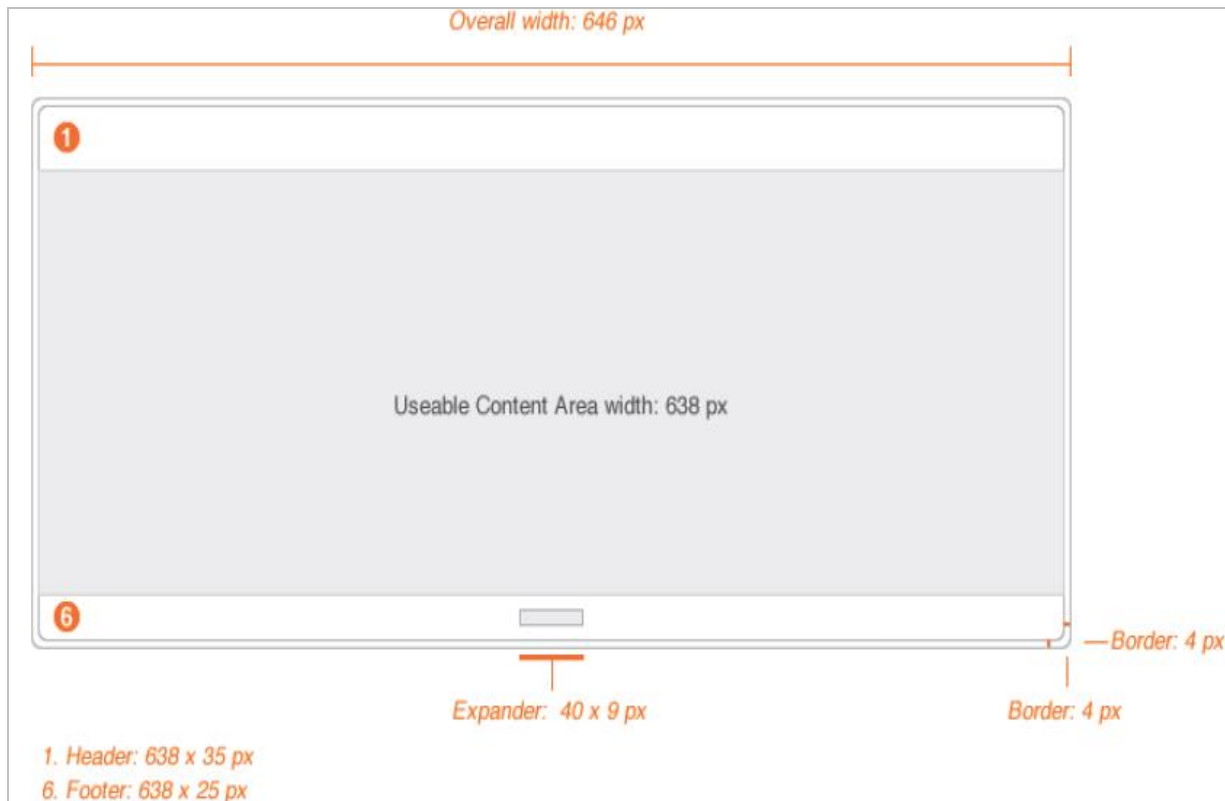 Overall width: 646 px
1
Useable Content Area width: 638 px
6
Border: 4 px
Expander: 40 x 9 px
Border: 4 px
1. Header: 638 x 35 px
6. Footer: 638 x 25 px